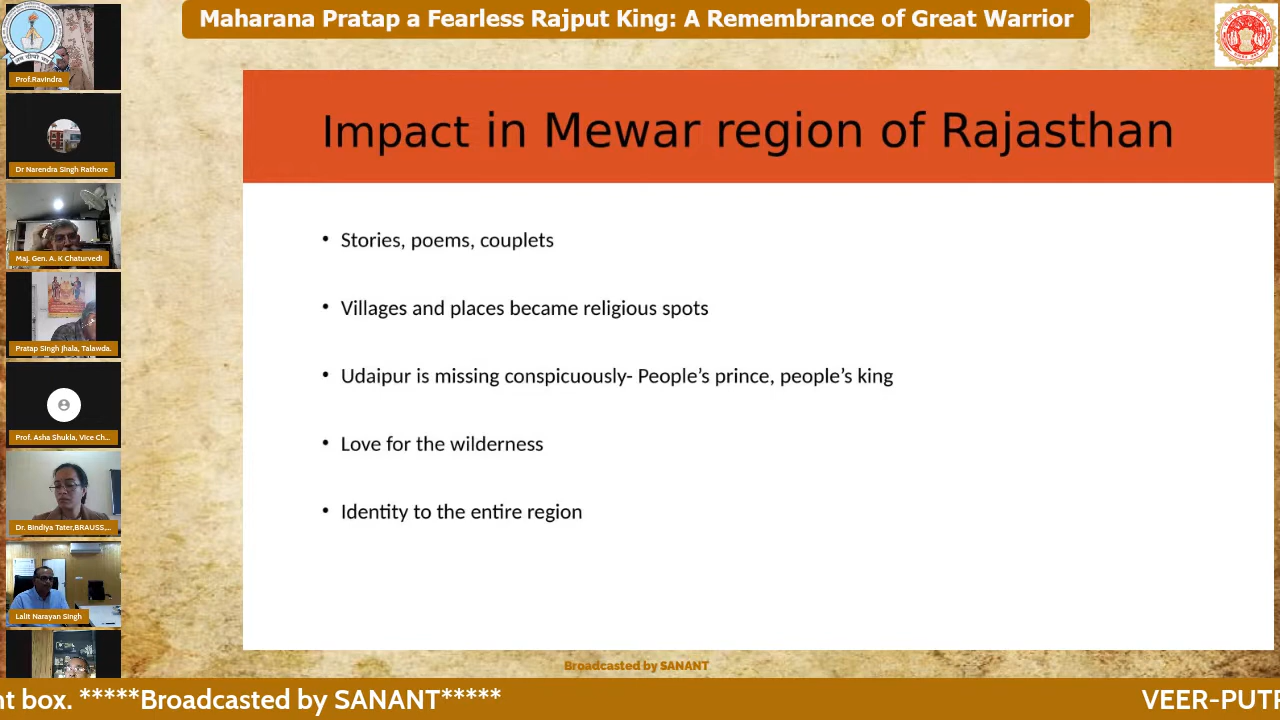 Maharana Pratap a Fearless Rajput King: A Remembrance of Great Warrior
Prof.Ravindra
Dr Narendra Singh Rathore
Maj. Gen. A. K Chaturvedi
Pratap Singh Jhala, Talawda.
Prof. Asha Shukla, Vice Ch...
Dr. Bindiya Tater,BRAUSS,...
Lalit Narayan Singh
Impact in Mewar region of Rajasthan
• Stories, poems, couplets
• Villages and places became religious spots
• Udaipur is missing conspicuously- People’s prince, people’s king
• Love for the wilderness
• Identity to the entire region
Broadcasted by SANANT
nt box. *****Broadcasted by SANANT***** VEER-PUTR